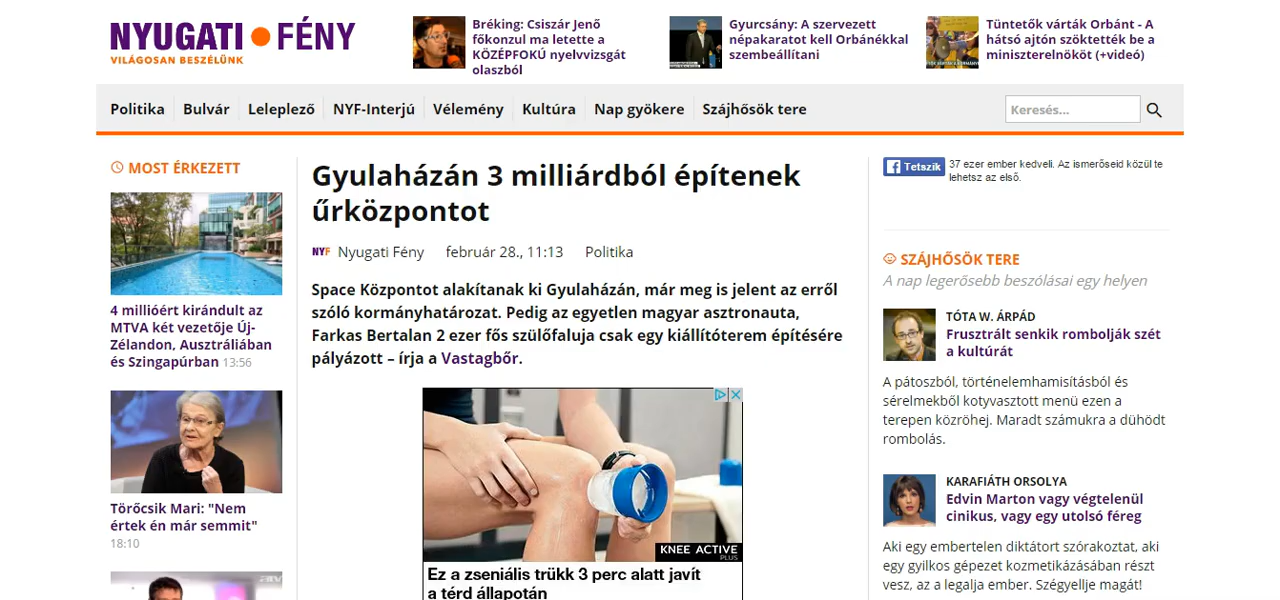 NYUGATI FÉNY
VILÁGOSAN BESZÉLÜNK
Bréking: Csiszár Jenő
főkonzul ma letette a
KÖZÉPFOKÚ nyelvvizsgát
olaszból
Gyurcsány: A szervezett
népakaratot kell Orbánékkal
szembeállítani
Tüntetők várták Orbánt - A
hátsó ajtón szöktették be a
miniszterelnököt (+videó)
Politika
Bulvár
Leleplező
NYF-Interjú
Vélemény
Kultúra
Nap gyökere
Szájhősök tere
Keresés...
MOST ÉRKEZETT
4 millióért kirándult az
MTVA két vezetője Új-
Zélandon, Ausztráliában
és Szingapúrban 13:56
Törőcsik Mari: "Nem
értek én már semmit"
18:10
Gyulaházán 3 milliárdból építenek
űrközpontot
NYF Nyugati Fény február 28., 11:13 Politika
Space Központot alakítanak ki Gyulaházán, már meg is jelent az erről
szóló kormányhatározat. Pedig az egyetlen magyar asztronauta,
Farkas Bertalan 2 ezer fős szülőfaluja csak egy kiállítóterem építésére
pályázott – írja a Vastagbőr.
KNEE ACTIVE
PLUS
Ez a zseniális trükk 3 perc alatt javít
a térd állapotán
Tetszik
37 ezer ember kedveli. Az ismerőseid közül te
lehetsz az első.
SZÁJHŐSÖK TERE
A nap legerősebb beszólásai egy helyen
TÓTA W. ÁRPÁD
Frusztrált senkik rombolják szét
a kultúrát
A pátoszból, történelemhamisításból és
sérelmekből kotyvasztott menü ezen a
terepen közröhej. Maradt számukra a dühödt
rombolás.
KARAFIÁTH ORSOLYA
Edvin Marton vagy végtelenül
cinikus, vagy egy utolsó féreg
Aki egy embertelen diktátort szórakoztat, aki
egy gyilkos gépezet kozmetikázásában részt
vesz, az a legalja ember. Szégyellje magát!